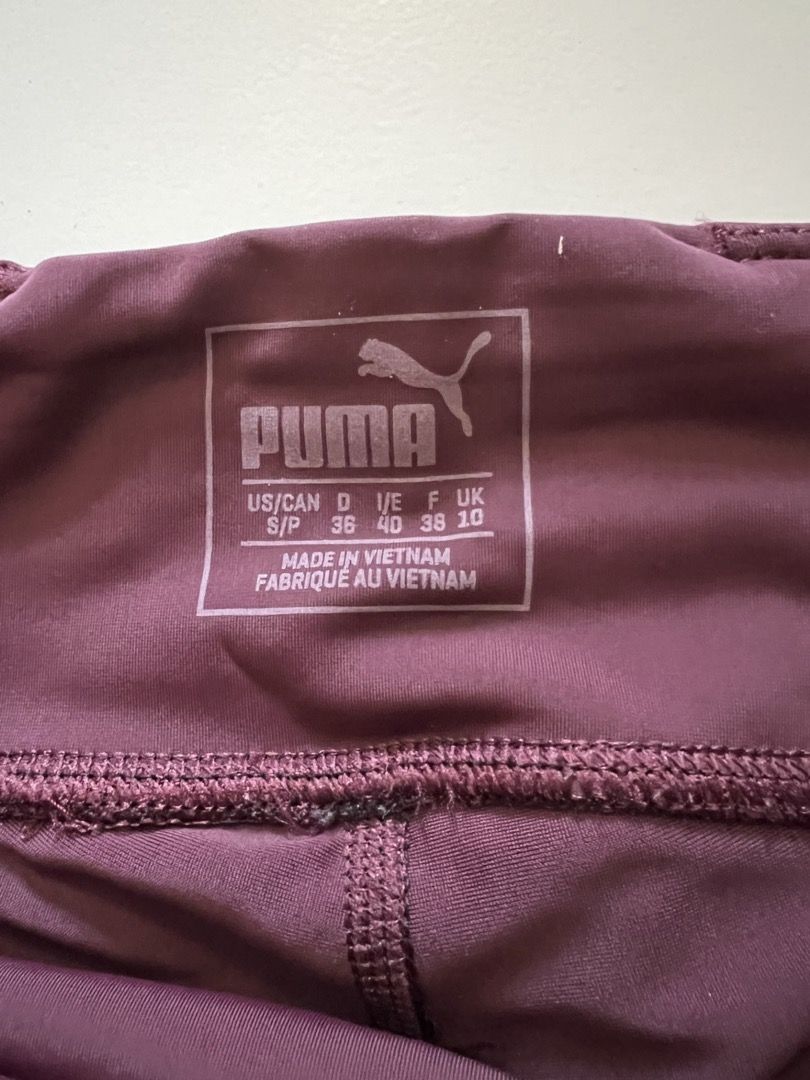 PUMA
US/CAN D I/E F UK
S/P 36 40 38 10
MADE IN VIETNAM
FABRIQUÉ AU VIETNAM